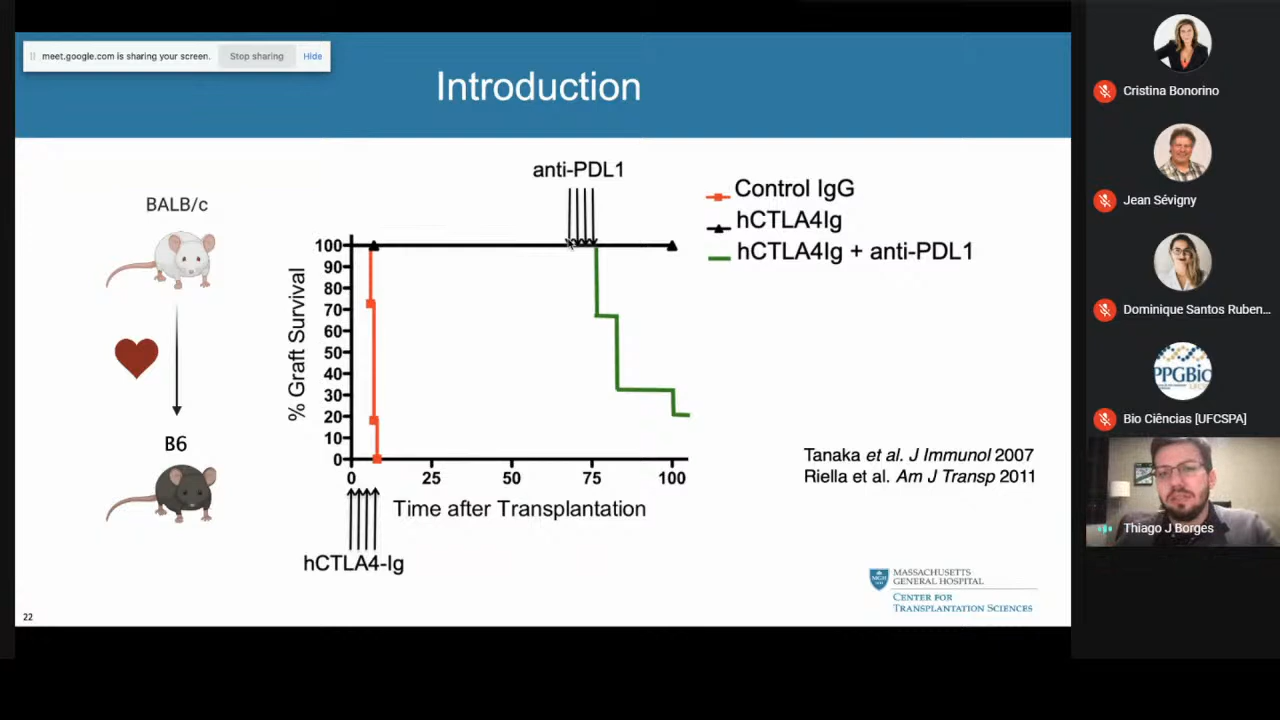 meet.google.com is sharing your screen.
Stop sharing
Hide
Introduction
BALB/c
B6
anti-PDL1
Control IgG
hCTLA4Ig
hCTLA4Ig + anti-PDL1
% Graft Survival
100
90
80
70
60
50
40
30
20
10
0
0 25 50 75 100
Time after Transplantation
hCTLA4-Ig
Tanaka et al. J Immunol 2007
Riella et al. Am J Transp 2011
MGH
MASSACHUSETTS
GENERAL HOSPITAL
CENTER FOR
TRANSPLANTATION SCIENCES
22
Cristina Bonorino
Jean Sévigny
Dominique Santos Ruben...
PPGBio
Bio Ciências [UFCSPA]
Thiago J Borges